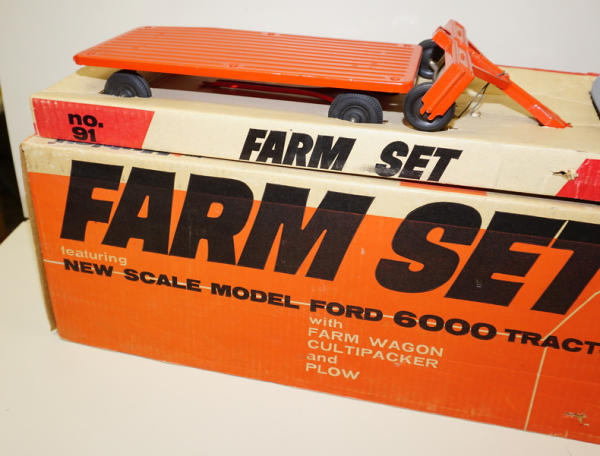 no.
91
FARM SET
FARM SET
featuring
NEW SCALE MODEL FORD 6000
with
FARM WAGON
CULTIPACKER
and
PLOW